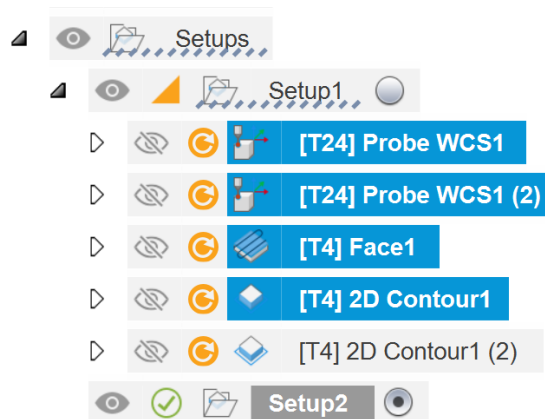 Setups
Setup1
[T24] Probe WCS1
[T24] Probe WCS1 (2)
[T4] Face1
[T4] 2D Contour1
[T4] 2D Contour1 (2)
Setup2